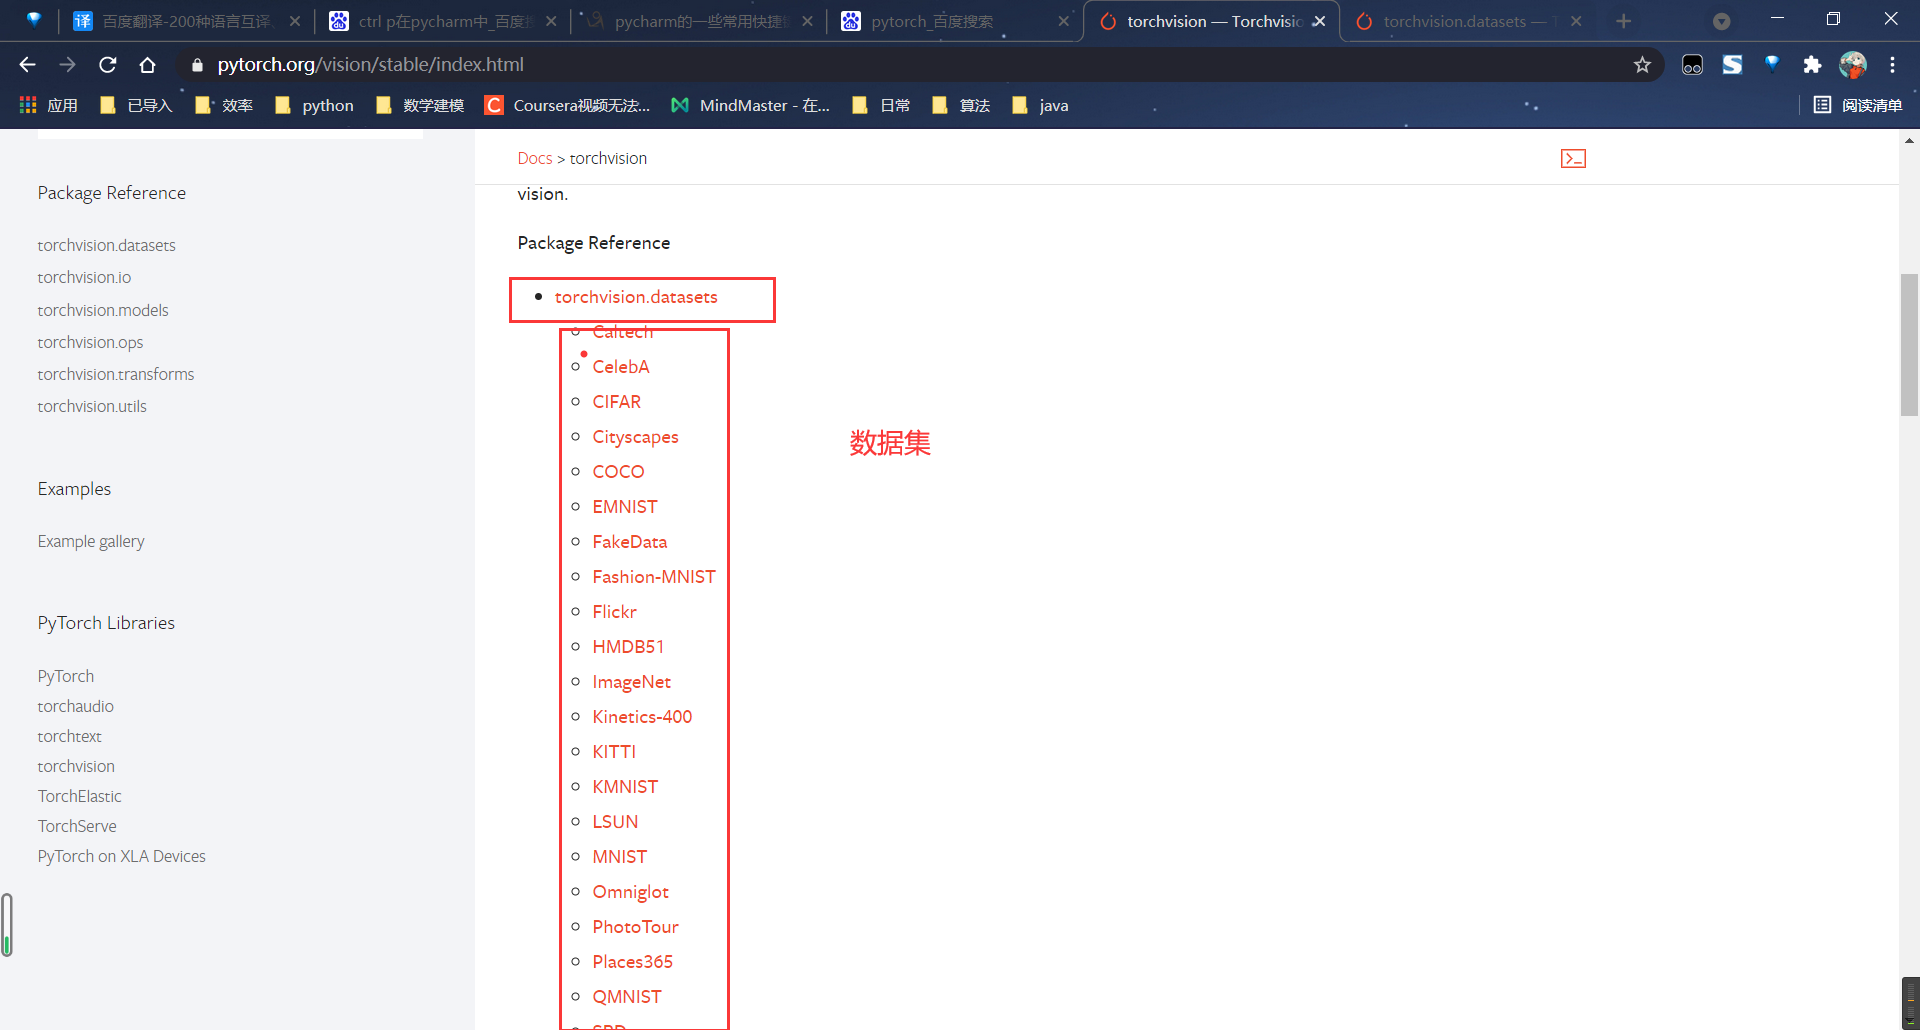 百度翻译-200种语言互译、
ctrl p在pycharm中_百度搜
pycharm的一些常用快捷键
pytorch_百度搜索
torchvision — Torchvision
torchvision.datasets — T
pytorch.org/vision/stable/index.html
应用
已导入
效率
python
数学建模
Coursera视频无法...
MindMaster - 在...
日常
算法
java
阅读清单
Package Reference
torchvision.datasets
torchvision.io
torchvision.models
torchvision.ops
torchvision.transforms
torchvision.utils
Examples
Example gallery
PyTorch Libraries
PyTorch
torchaudio
torchtext
torchvision
TorchElastic
TorchServe
PyTorch on XLA Devices
Docs > torchvision
vision.
Package Reference
torchvision.datasets
Caltech
CelebA
CIFAR
Cityscapes
COCO
EMNIST
FakeData
Fashion-MNIST
Flickr
HMDB51
ImageNet
Kinetics-400
KITTI
KMNIST
LSUN
MNIST
Omniglot
PhotoTour
Places365
QMNIST
SBD
数据集